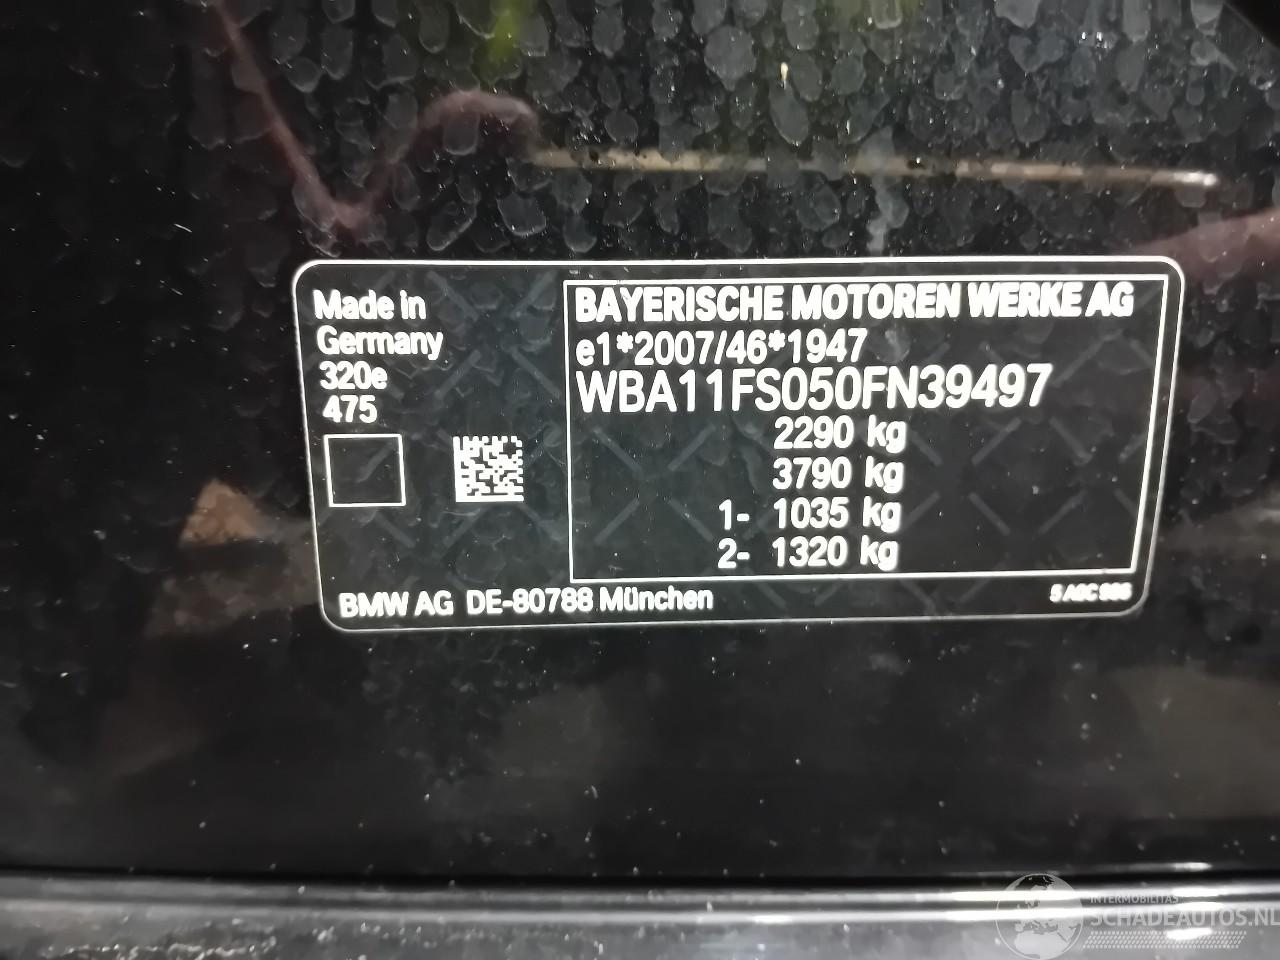 Made in
Germany
320e
475
BAYERISCHE MOTOREN WERKE AG
e1*2007/46*1947
WBA11FS050FN39497
2290 kg
3790 kg
1- 1035 kg
2- 1320 kg
BMW AG DE-80788 München
INTERMOBILITAS
SCHADEAUTOS.NL